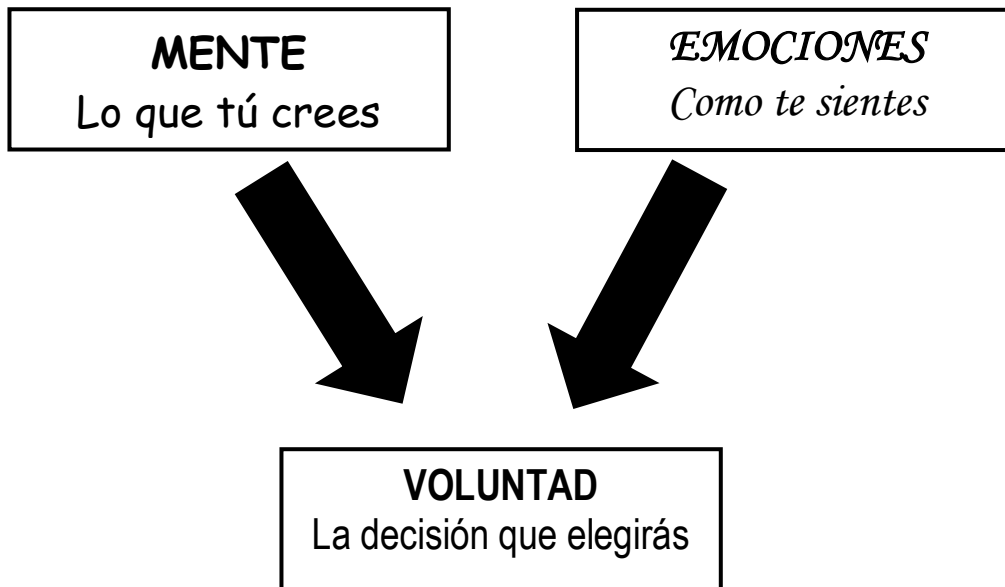 MENTE
Lo que tú crees
EMOCIONES
Como te sientes
VOLUNTAD
La decisión que elegirás